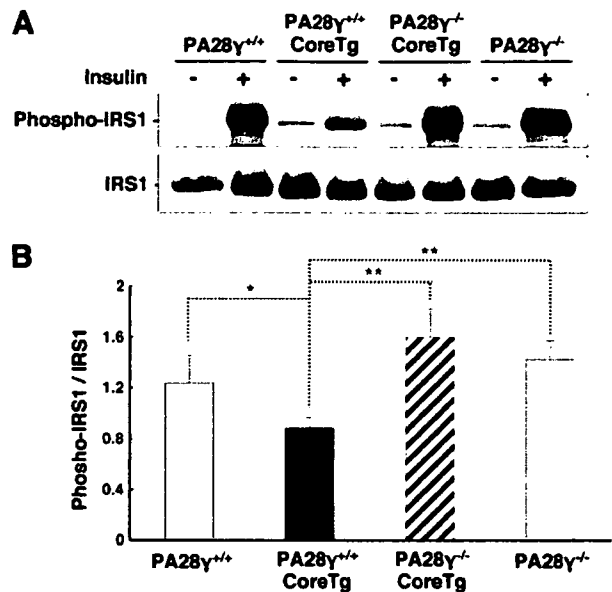 A
PA28γ+/+ PA28γ+/+ CoreTg PA28γ-/- CoreTg PA28γ-/-
Insulin - + - + - + - +
Phospho-IRS1
IRS1
B
** 
**
*
2
1.6
1.2
0.8
0.4
0
Phosho-IRS1 / IRS1
PA28γ+/+ PA28γ+/+ CoreTg PA28γ-/- CoreTg PA28γ-/-